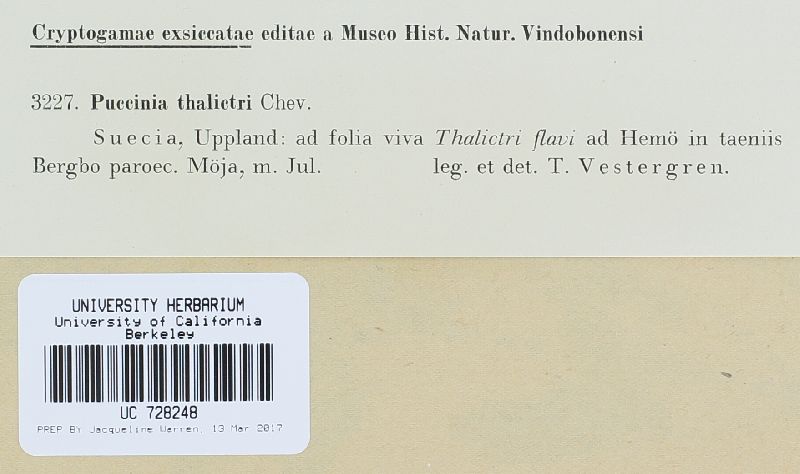 Cryptogamae exsiccatae editae a Museo Hist. Natur. Vindobonensi
3227. Puccinia thalictri Chev.
Suecia, Uppland: ad folia viva Thalictri flavi ad Hemö in taeniis
Bergbo paroec. Möja, m. Jul. leg. et det. T. Vestergren.
UNIVERSITY HERBARIUM
University of California
Berkeley
UC 728248
PREP BY Jacqueline Warren, 13 Mar 2017